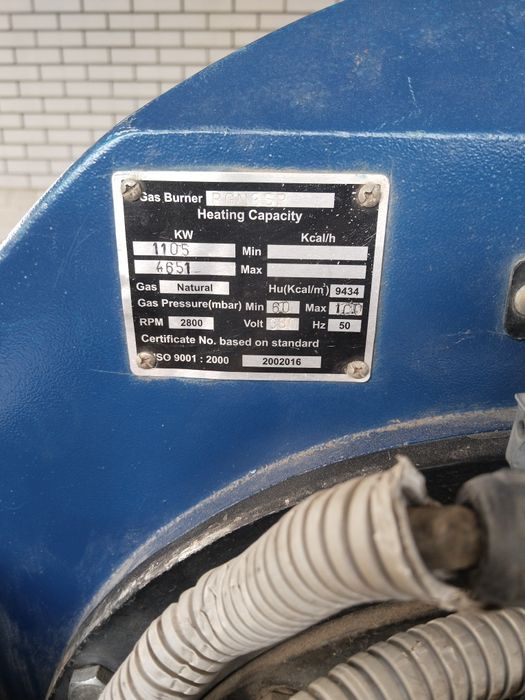 Gas Burner
Heating Capacity
KW Kcal/h
1105 Min
4651 Max
Gas Natural Hu(Kcal/m³) 9434
Gas Pressure(mbar) Min 60 Max 100
RPM 2800 Volt Hz 50
Certificate No. based on standard
ISO 9001 : 2000 2002016